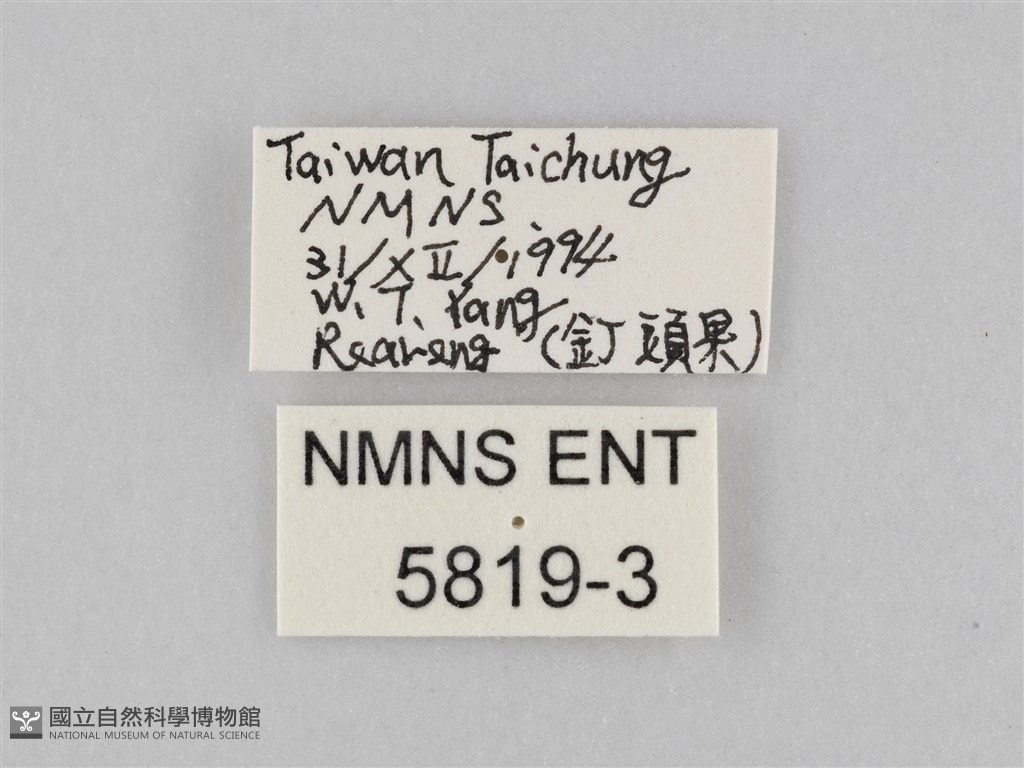 Taiwan Taichung
NMNS
31/XII/1994
W. T. Yang
Reareng (釘頭果)
NMNS ENT
5819-3
國立自然科學博物館
NATIONAL MUSEUM OF NATURAL SCIENCE